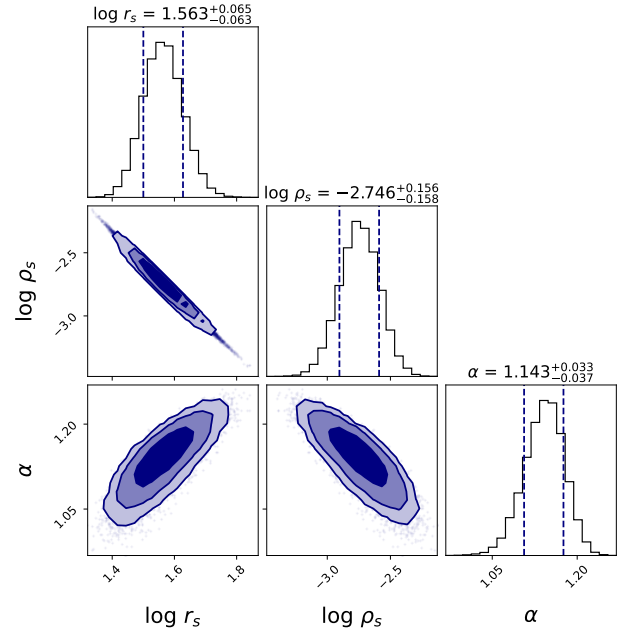 log r_s = 1.563^{+0.065}_{-0.063}
log ρ_s = −2.746^{+0.156}_{-0.158}
−2.5
−3.0
log ρ_s
α = 1.143^{+0.033}_{-0.037}
1.20
1.05
α
1.4 1.6 1.8 −3.0 −2.5 1.05 1.20
log r_s log ρ_s α